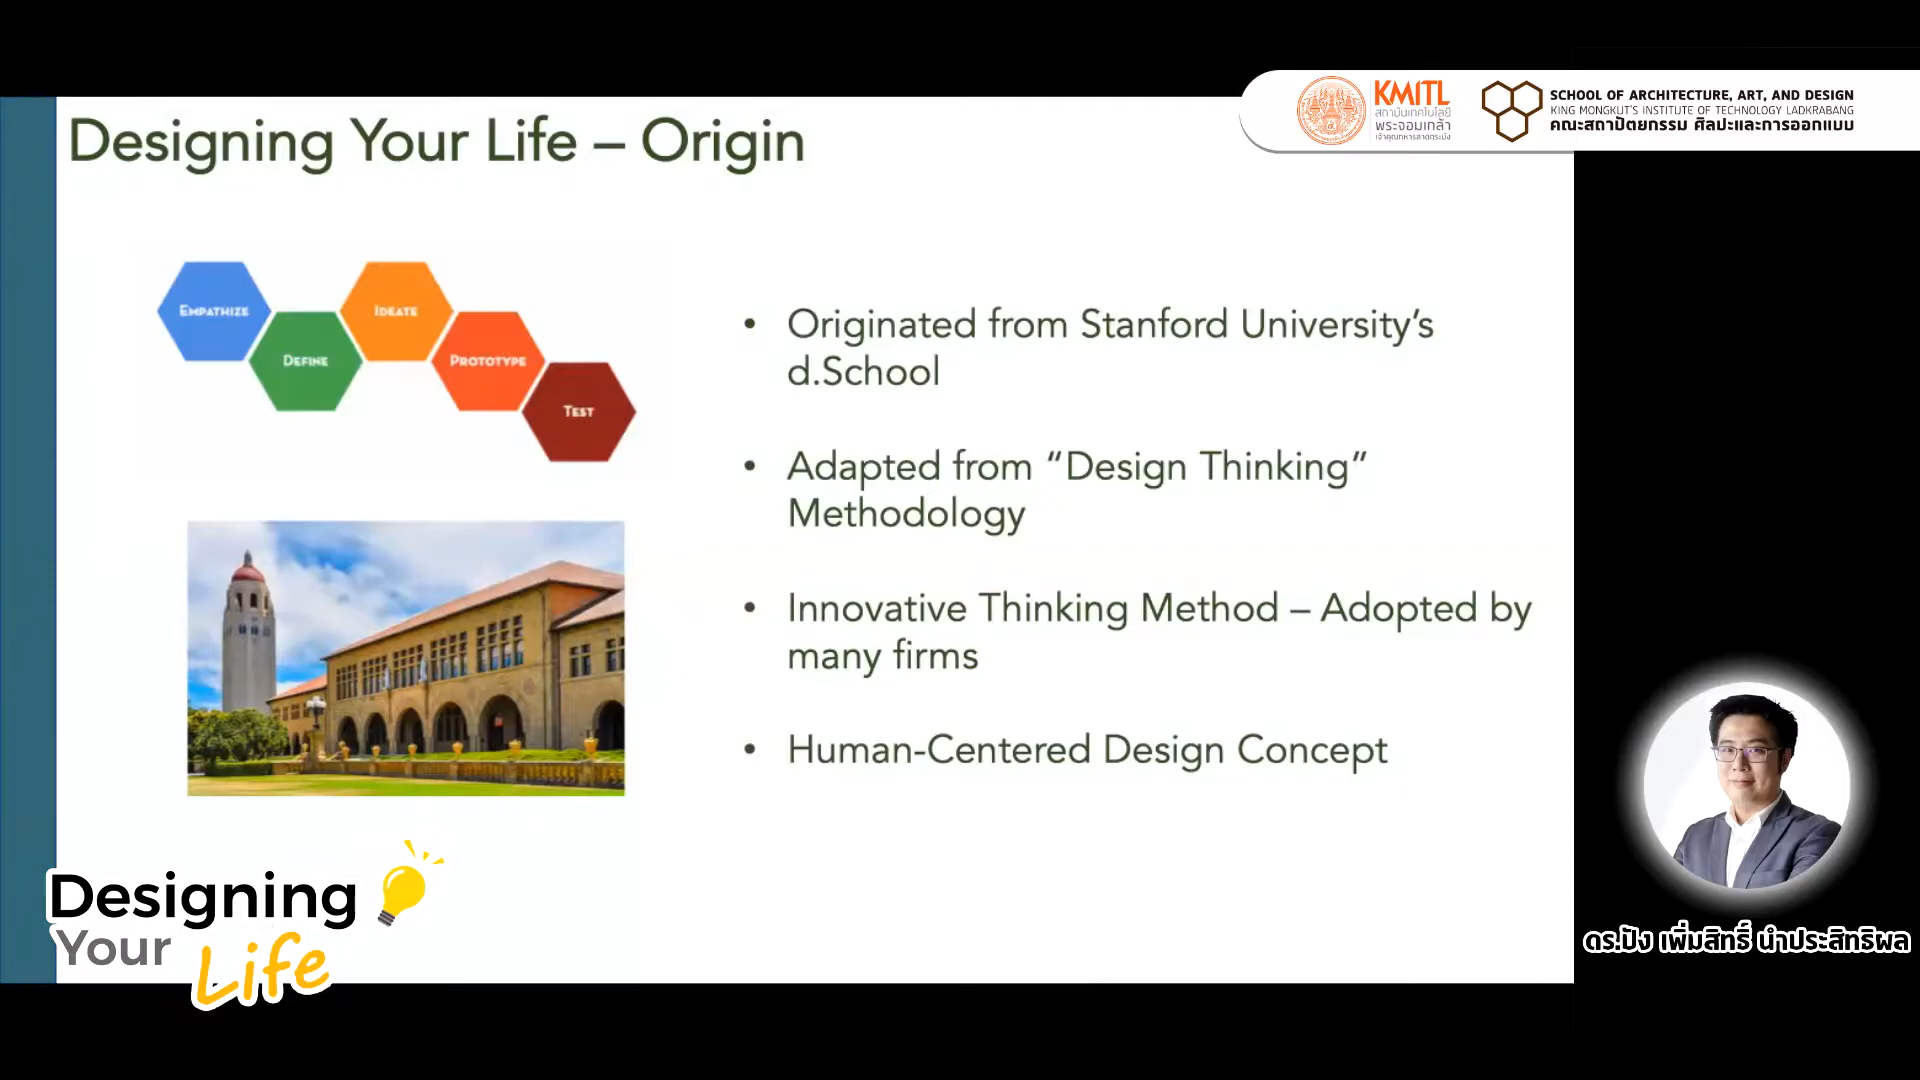 KMITL
สถาบันเทคโนโลยี
พระจอมเกล้า
เจ้าคุณทหารลาดกระบัง
SCHOOL OF ARCHITECTURE, ART, AND DESIGN
KING MONGKUT'S INSTITUTE OF TECHNOLOGY LADKRABANG
คณะสถาปัตยกรรม ศิลปะและการออกแบบ
Designing Your Life – Origin
EMPATHIZE
DEFINE
IDEATE
PROTOTYPE
TEST
• Originated from Stanford University’s
d.School
• Adapted from “Design Thinking”
Methodology
• Innovative Thinking Method – Adopted by
many firms
• Human-Centered Design Concept
Designing
Your
Life
ดร.ปัง เพิ่มสิทธิ์ นำประสิทธิผล